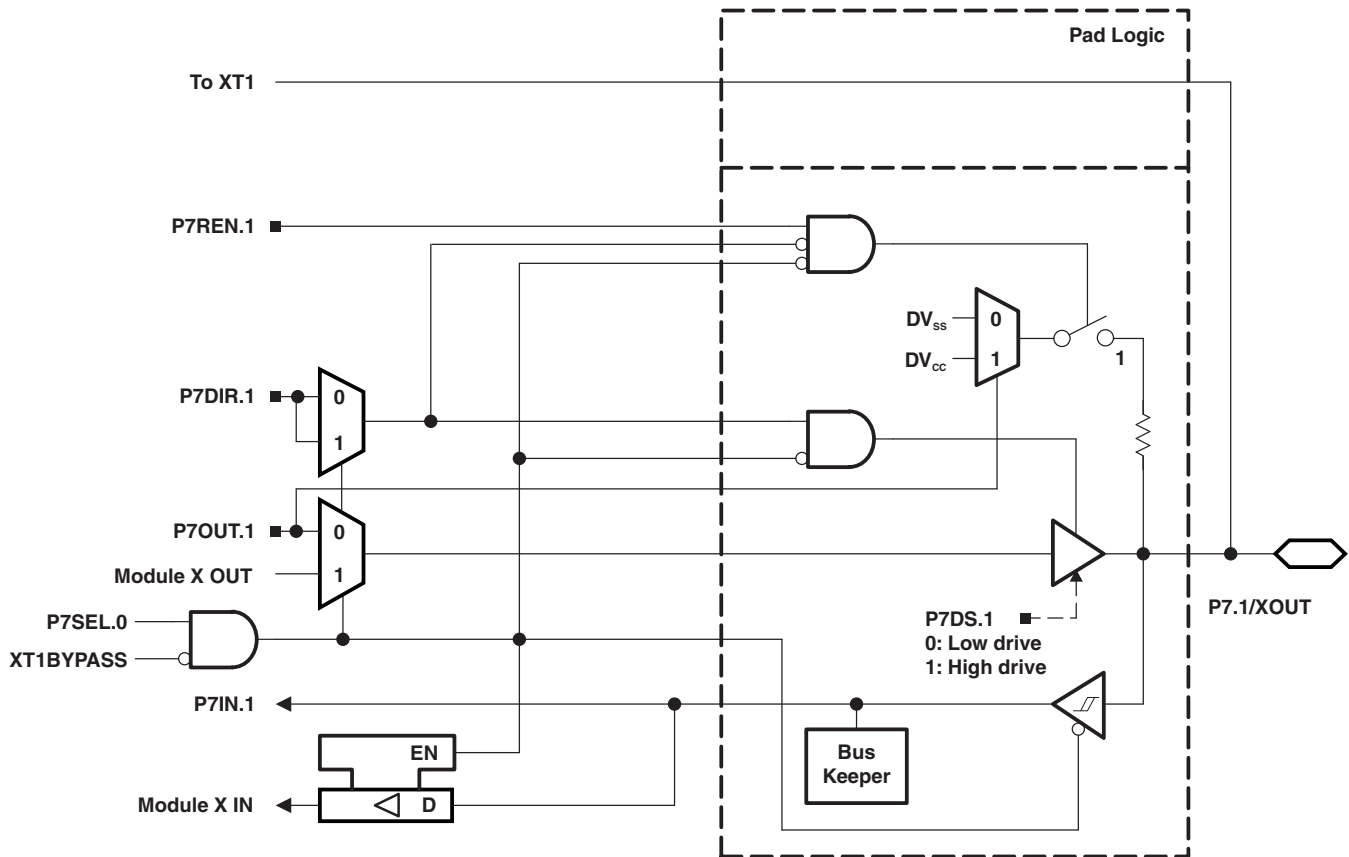 Pad Logic
To XT1
P7REN.1
DVss
0
DVcc
1
1
P7DIR.1
0
1
P7OUT.1
0
Module X OUT
1
P7SEL.0
XT1BYPASS
P7DS.1
0: Low drive
1: High drive
P7.1/XOUT
P7IN.1
EN
Bus
Keeper
Module X IN
D